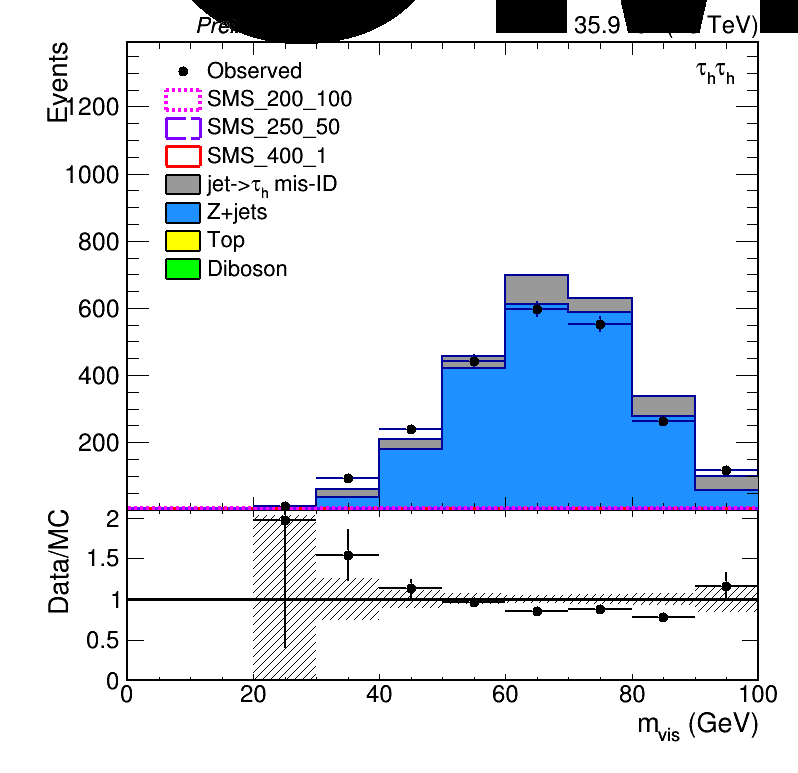 35.9 TeV)
Events
τhτh
Observed
SMS_200_100
SMS_250_50
SMS_400_1
jet->τh mis-ID
Z+jets
Top
Diboson
1200
1000
800
600
400
200
Data/MC
2
1.5
1
0.5
0
0 20 40 60 80 100
mvis (GeV)